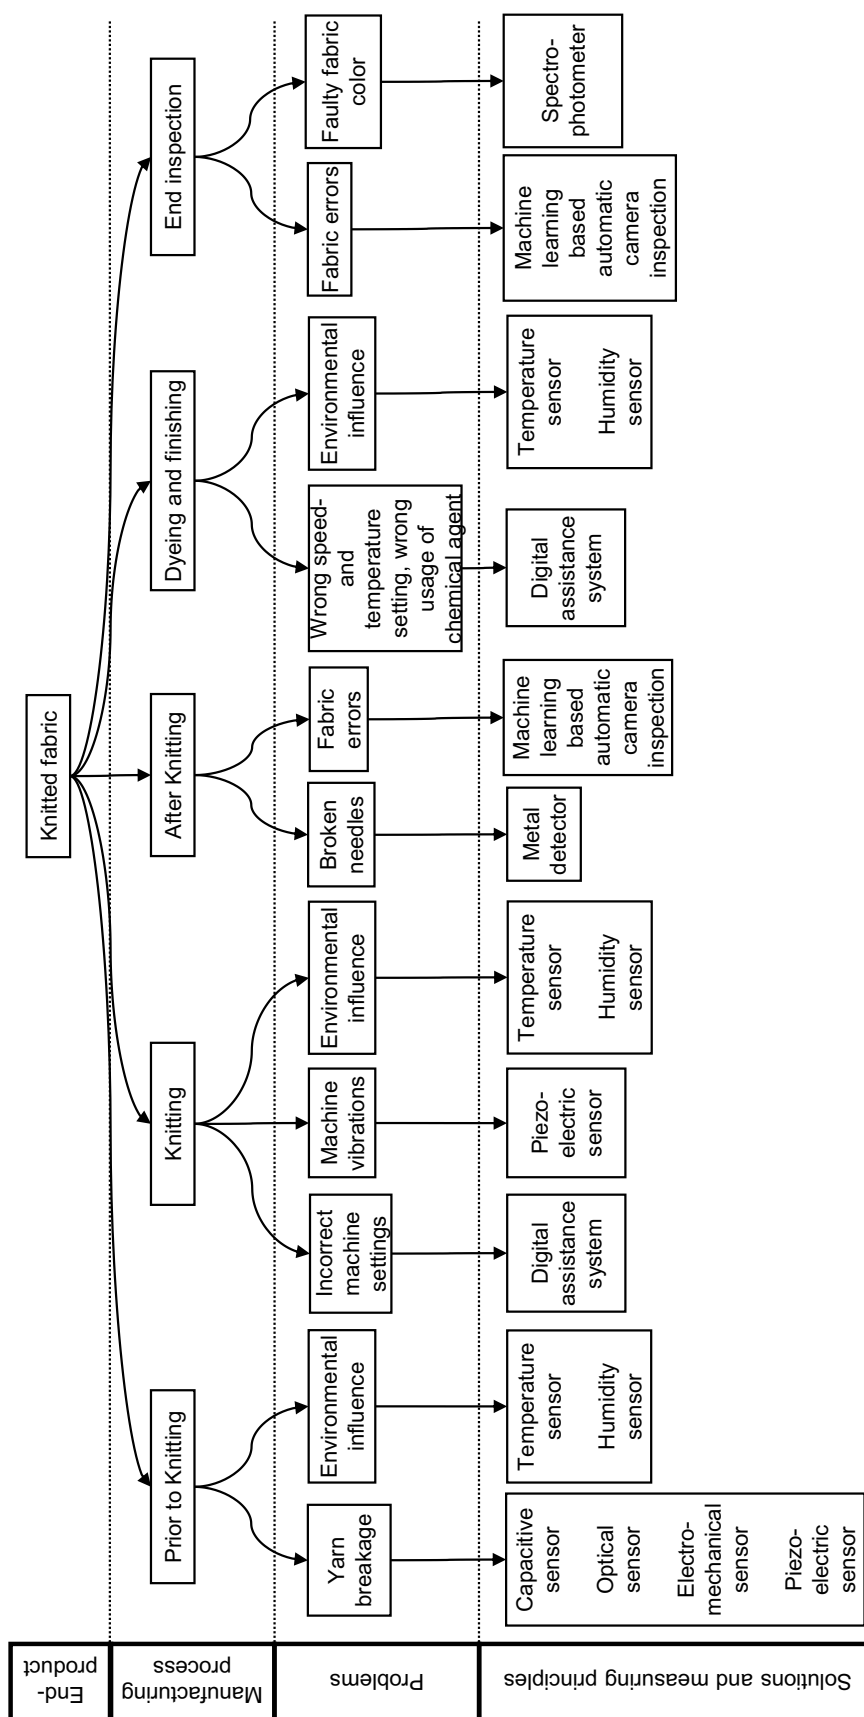 End-
product
Knitted fabric
Manufacturing
process
Prior to Knitting
Knitting
After Knitting
Dyeing and finishing
End inspection
Problems
Yarn
breakage
Environmental
influence
Incorrect
machine
settings
Machine
vibrations
Environmental
influence
Broken
needles
Fabric
errors
Wrong speed-
and
temperature
setting, wrong
usage of
chemical agent
Environmental
influence
Fabric errors
Faulty fabric
color
Solutions and measuring principles
Capacitive
sensor
Optical
sensor
Electro-
mechanical
sensor
Piezo-
electric
sensor
Temperature
sensor
Humidity
sensor
Digital
assistance
system
Piezo-
electric
sensor
Temperature
sensor
Humidity
sensor
Metal
detector
Machine
learning
based
automatic
camera
inspection
Digital
assistance
system
Temperature
sensor
Humidity
sensor
Machine
learning
based
automatic
camera
inspection
Spectro-
photometer